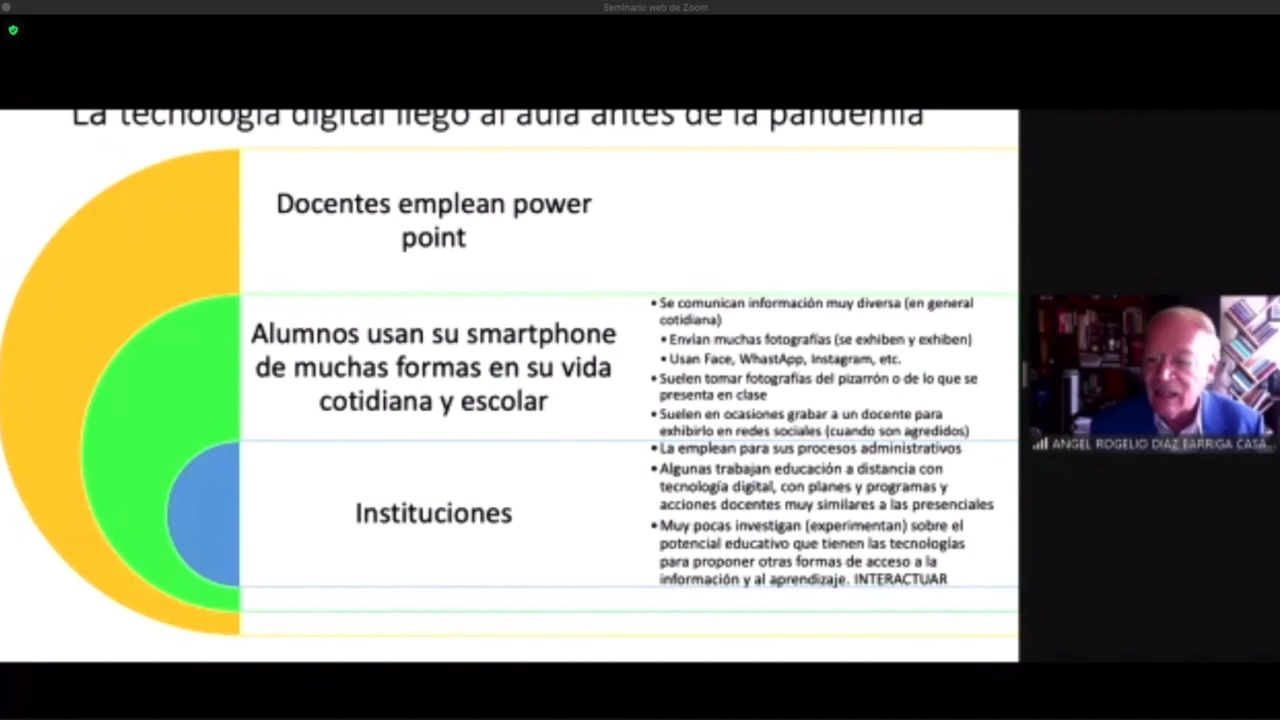 Seminario web de Zoom
La tecnología digital llegó al aula antes de la pandemia
Docentes emplean power
point
Alumnos usan su smartphone
de muchas formas en su vida
cotidiana y escolar
• Se comunican información muy diversa (en general
cotidiana)
• Envían muchas fotografías (se exhiben y exhiben)
• Usan Face, WhastApp, Instagram, etc.
• Suelen tomar fotografías del pizarrón o de lo que se
presenta en clase
• Suelen en ocasiones grabar a un docente para
exhibirlo en redes sociales (cuando son agredidos)
Instituciones
• La emplean para sus procesos administrativos
• Algunas trabajan educación a distancia con
tecnología digital, con planes y programas y
acciones docentes muy similares a las presenciales
• Muy pocas investigan (experimentan) sobre el
potencial educativo que tienen las tecnologías
para proponer otras formas de acceso a la
información y al aprendizaje. INTERACTUAR
ANGEL ROGELIO DIAZ BARRIGA CASA...